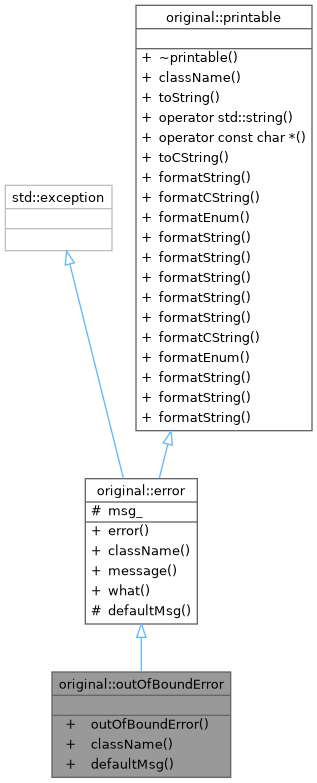 original::printable
+ ~printable()
+ className()
+ toString()
+ operator std::string()
+ operator const char *()
+ toCString()
+ formatString()
+ formatCString()
+ formatEnum()
+ formatString()
+ formatString()
+ formatString()
+ formatString()
+ formatString()
+ formatCString()
+ formatEnum()
+ formatString()
+ formatString()
+ formatString()
std::exception
original::error
# msg_
+ error()
+ className()
+ message()
+ what()
# defaultMsg()
original::outOfBoundError
+ outOfBoundError()
+ className()
+ defaultMsg()